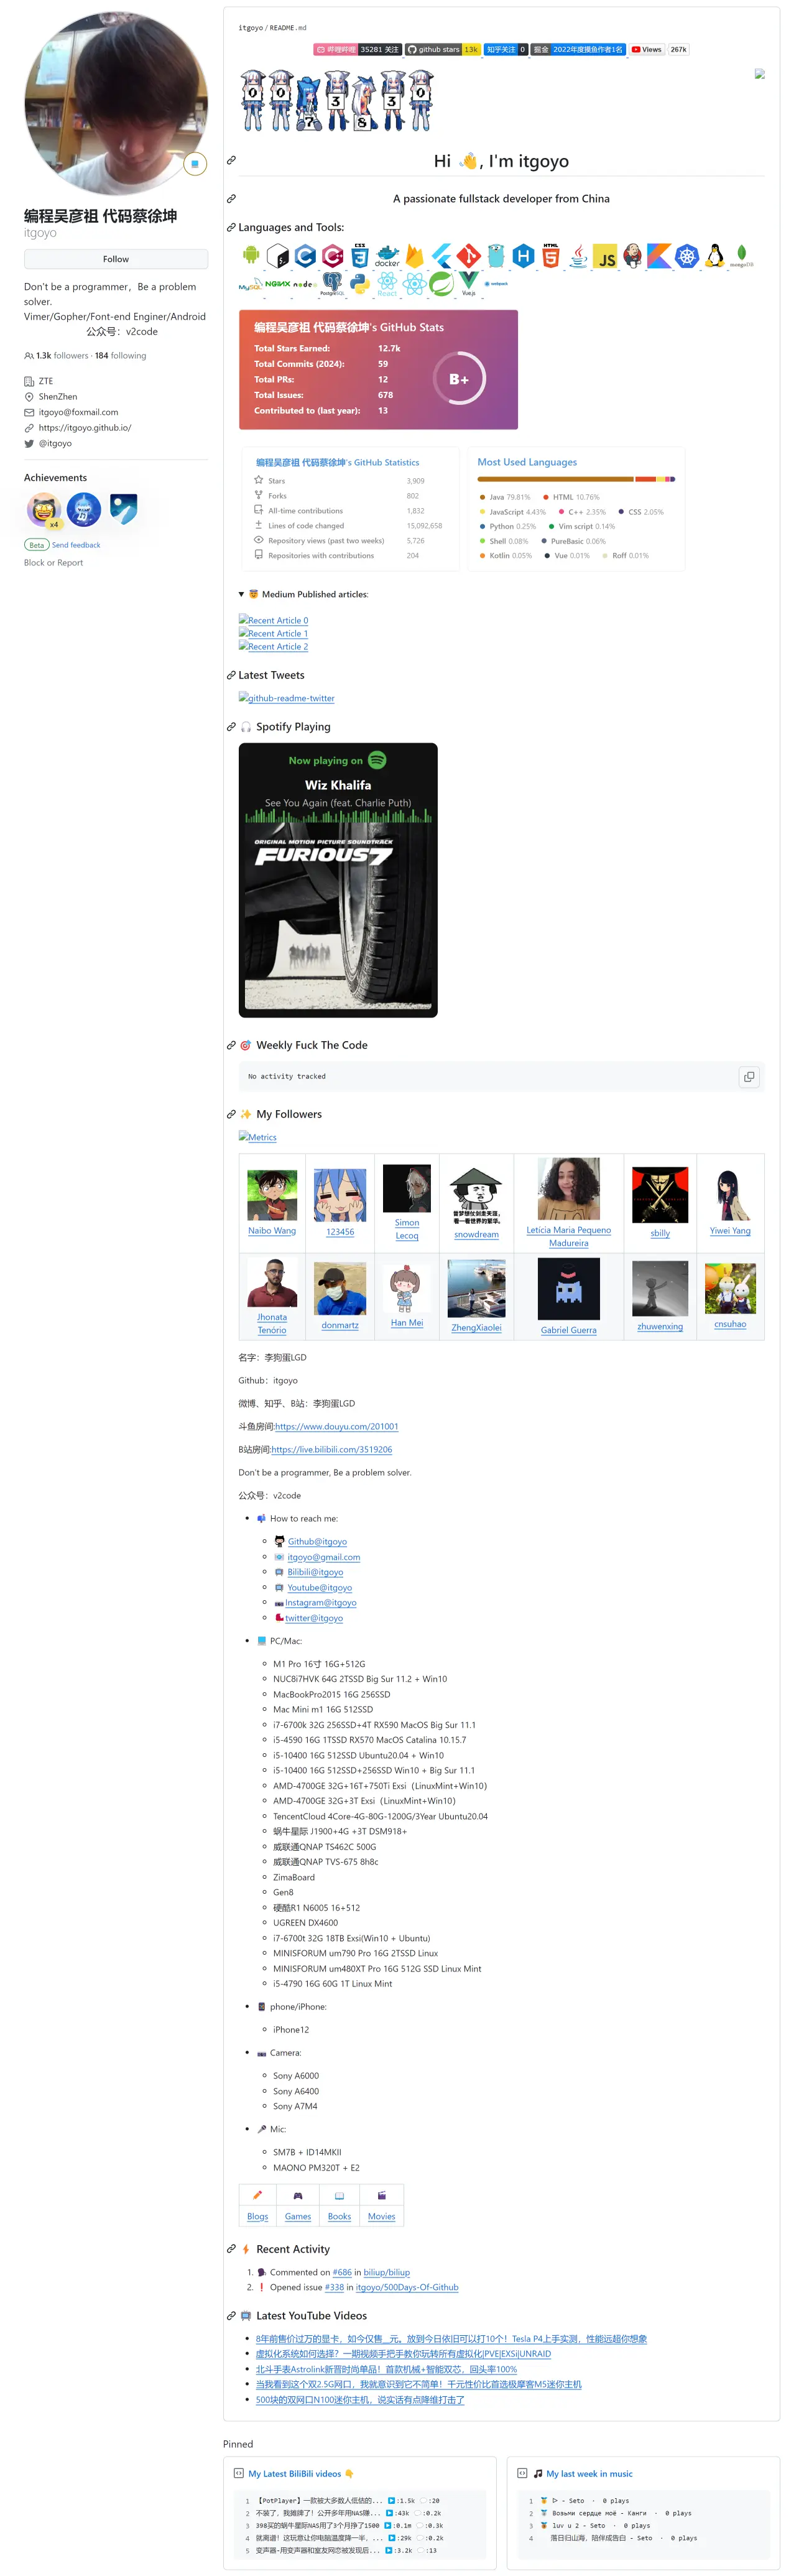 编程吴彦祖 代码蔡徐坤
itgoyo
Follow
Don't be a programmer，Be a problem
solver.
Vimer/Gopher/Font-end Enginer/Android
公众号：v2code
1.3k followers · 184 following
ZTE
ShenZhen
itgoyo@foxmail.com
https://itgoyo.github.io/
@itgoyo
Achievements
x4
Beta Send feedback
Block or Report
itgoyo / README.md
哔哩哔哩 35281 关注 github stars 13k 知乎关注 0 掘金 2022年度摸鱼作者1名 Views 267k
0 0 7 3 8 3 0
Hi 👋, I'm itgoyo
A passionate fullstack developer from China
Languages and Tools:
CSS docker HTML JS mongoDB
MySQL NGINX node PostgreSQL React Vue.js webpack
编程吴彦祖 代码蔡徐坤's GitHub Stats
Total Stars Earned: 12.7k
Total Commits (2024): 59
Total PRs: 12
Total Issues: 678
Contributed to (last year): 13
B+
编程吴彦祖 代码蔡徐坤's GitHub Statistics
Stars 3,909
Forks 802
All-time contributions 1,832
Lines of code changed 15,092,658
Repository views (past two weeks) 5,726
Repositories with contributions 204
Most Used Languages
Java 79.81% HTML 10.76%
JavaScript 4.43% C++ 2.35% CSS 2.05%
Python 0.25% Vim script 0.14%
Shell 0.08% PureBasic 0.06%
Kotlin 0.05% Vue 0.01% Roff 0.01%
▼ 🤯 Medium Published articles:
Recent Article 0
Recent Article 1
Recent Article 2
Latest Tweets
github-readme-twitter
🎧 Spotify Playing
Now playing on
Wiz Khalifa
See You Again (feat. Charlie Puth)
ORIGINAL MOTION PICTURE SOUNDTRACK
FURIOUS 7
🎯 Weekly Fuck The Code
No activity tracked
✨ My Followers
Metrics
Naibo Wang
123456
Simon
Lecoq
snowdream
Letícia Maria Pequeno
Madureira
sbilly
Yiwei Yang
Jhonata
Tenório
donmartz
Han Mei
ZhengXiaolei
Gabriel Guerra
zhuwenxing
cnsuhao
名字：李狗蛋LGD
Github：itgoyo
微博、知乎、B站：李狗蛋LGD
斗鱼房间:https://www.douyu.com/201001
B站房间:https://live.bilibili.com/3519206
Don't be a programmer, Be a problem solver.
公众号：v2code
📫 How to reach me:
Github@itgoyo
itgoyo@gmail.com
Bilibili@itgoyo
Youtube@itgoyo
Instagram@itgoyo
twitter@itgoyo
PC/Mac:
M1 Pro 16寸 16G+512G
NUC8i7HVK 64G 2TSSD Big Sur 11.2 + Win10
MacBookPro2015 16G 256SSD
Mac Mini m1 16G 512SSD
i7-6700k 32G 256SSD+4T RX590 MacOS Big Sur 11.1
i5-4590 16G 1TSSD RX570 MacOS Catalina 10.15.7
i5-10400 16G 512SSD Ubuntu20.04 + Win10
i5-10400 16G 512SSD+256SSD Win10 + Big Sur 11.1
AMD-4700GE 32G+16T+750Ti Exsi（LinuxMint+Win10）
AMD-4700GE 32G+3T Exsi（LinuxMint+Win10）
TencentCloud 4Core-4G-80G-1200G/3Year Ubuntu20.04
蜗牛星际 J1900+4G +3T DSM918+
威联通QNAP TS462C 500G
威联通QNAP TVS-675 8h8c
ZimaBoard
Gen8
硬酷R1 N6005 16+512
UGREEN DX4600
i7-6700t 32G 18TB Exsi(Win10 + Ubuntu)
MINISFORUM um790 Pro 16G 2TSSD Linux
MINISFORUM um480XT Pro 16G 512G SSD Linux Mint
i5-4790 16G 60G 1T Linux Mint
phone/iPhone:
iPhone12
Camera:
Sony A6000
Sony A6400
Sony A7M4
Mic:
SM7B + ID14MKII
MAONO PM320T + E2
Blogs Games Books Movies
⚡ Recent Activity
1. Commented on #686 in biliup/biliup
2. ❗ Opened issue #338 in itgoyo/500Days-Of-Github
Latest YouTube Videos
8年前售价过万的显卡，如今仅售__元。放到今日依旧可以打10个！Tesla P4上手实测，性能远超你想象
虚拟化系统如何选择？一期视频手把手教你玩转所有虚拟化|PVE|EXSi|UNRAID
北斗手表Astrolink新晋时尚单品！首款机械+智能双芯，回头率100%
当我看到这个双2.5G网口，我就意识到它不简单！千元性价比首选极摩客M5迷你主机
500块的双网口N100迷你主机，说实话有点降维打击了
Pinned
My Latest BiliBili videos 👇
1 【PotPlayer】一款被大多数人低估的... ▶️:1.5k 💬:20
2 不装了，我摊牌了！公开多年用NAS赚... ▶️:43k 💬:0.2k
3 398买的蜗牛星际NAS用了3个月挣了1500 ▶️:0.1m 💬:0.3k
4 就离谱！这玩意让你电脑温度降一半，... ▶️:29k 💬:0.2k
5 变声器-用变声器和室友网恋被发现后... ▶️:3.2k 💬:13
🎵 My last week in music
1 🥇 ᐅ - Seto · 0 plays
2 🥈 Возьми сердце моё - Канги · 0 plays
3 🥉 luv u 2 - Seto · 0 plays
4 落日归山海，陪伴成告白 - Seto · 0 plays